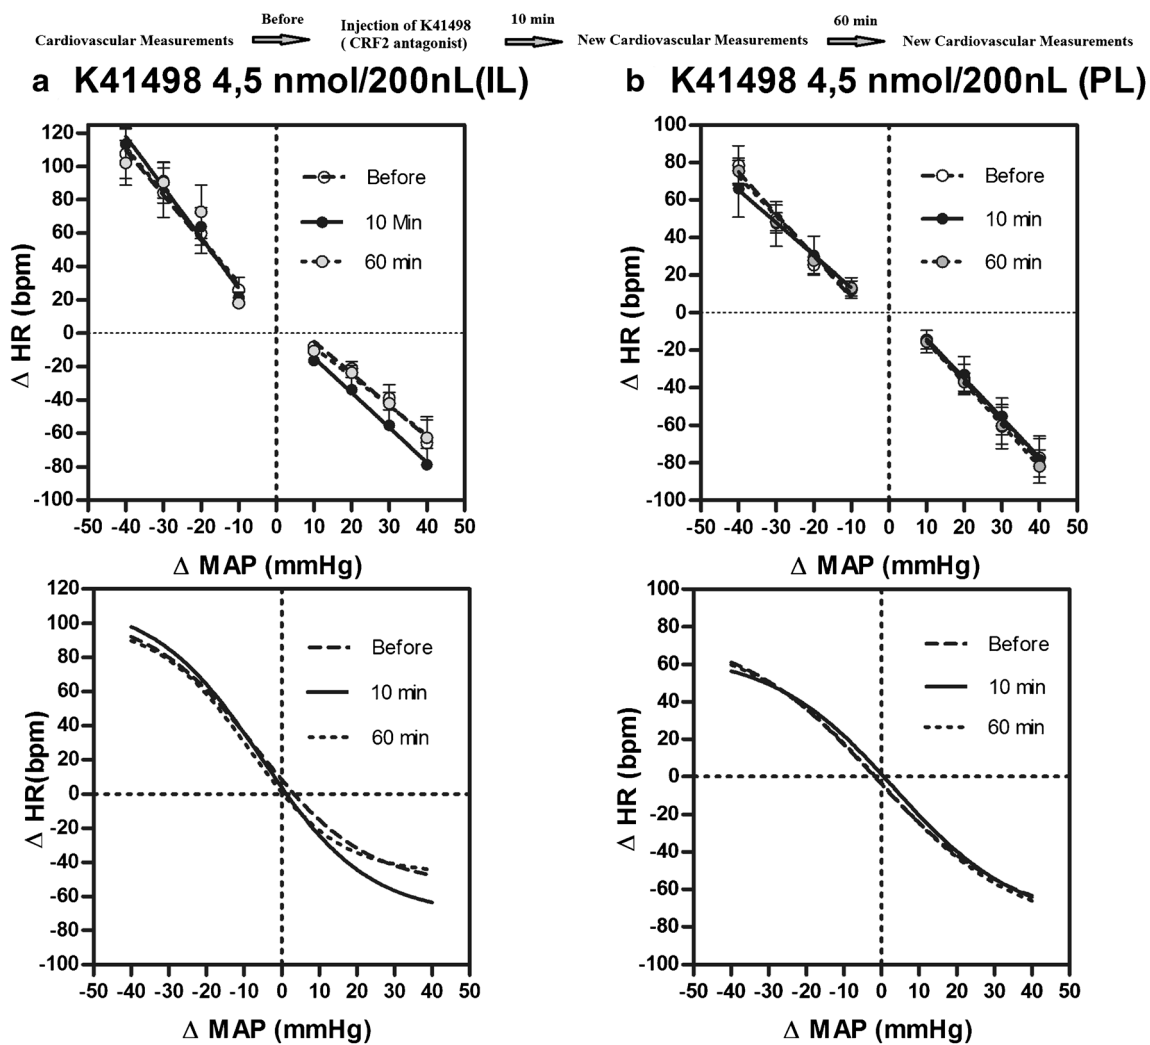 Before
Injection of K41498
10 min
60 min
Cardiovascular Measurements
( CRF2 antagonist)
New Cardiovascular Measurements
New Cardiovascular Measurements
a K41498 4,5 nmol/200nL(IL)
b K41498 4,5 nmol/200nL (PL)
120
100
80
60
40
20
0
-20
-40
-60
-80
-100
Δ HR (bpm)
Before
10 Min
60 min
-50 -40 -30 -20 -10 0 10 20 30 40 50
Δ MAP (mmHg)
100
80
60
40
20
0
-20
-40
-60
-80
-100
Δ HR (bpm)
Before
10 min
60 min
-50 -40 -30 -20 -10 0 10 20 30 40 50
Δ MAP (mmHg)
120
100
80
60
40
20
0
-20
-40
-60
-80
-100
Δ HR(bpm)
Before
10 min
60 min
-50 -40 -30 -20 -10 0 10 20 30 40 50
Δ MAP (mmHg)
100
80
60
40
20
0
-20
-40
-60
-80
-100
Δ HR (bpm)
Before
10 min
60 min
-50 -40 -30 -20 -10 0 10 20 30 40 50
Δ MAP (mmHg)